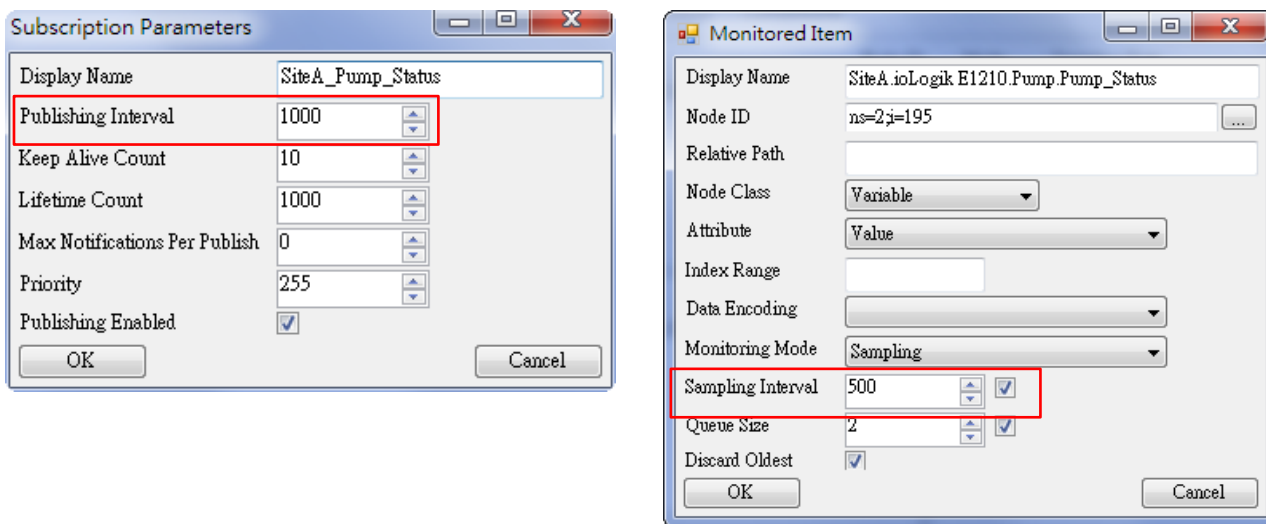 Subscription Parameters
Display Name SiteA_Pump_Status
Publishing Interval 1000
Keep Alive Count 10
Lifetime Count 1000
Max Notifications Per Publish 0
Priority 255
Publishing Enabled
OK Cancel
Monitored Item
Display Name SiteA.ioLogik E1210.Pump.Pump_Status
Node ID ns=2;i=195 ...
Relative Path
Node Class Variable
Attribute Value
Index Range
Data Encoding
Monitoring Mode Sampling
Sampling Interval 500
Queue Size 2
Discard Oldest
OK Cancel